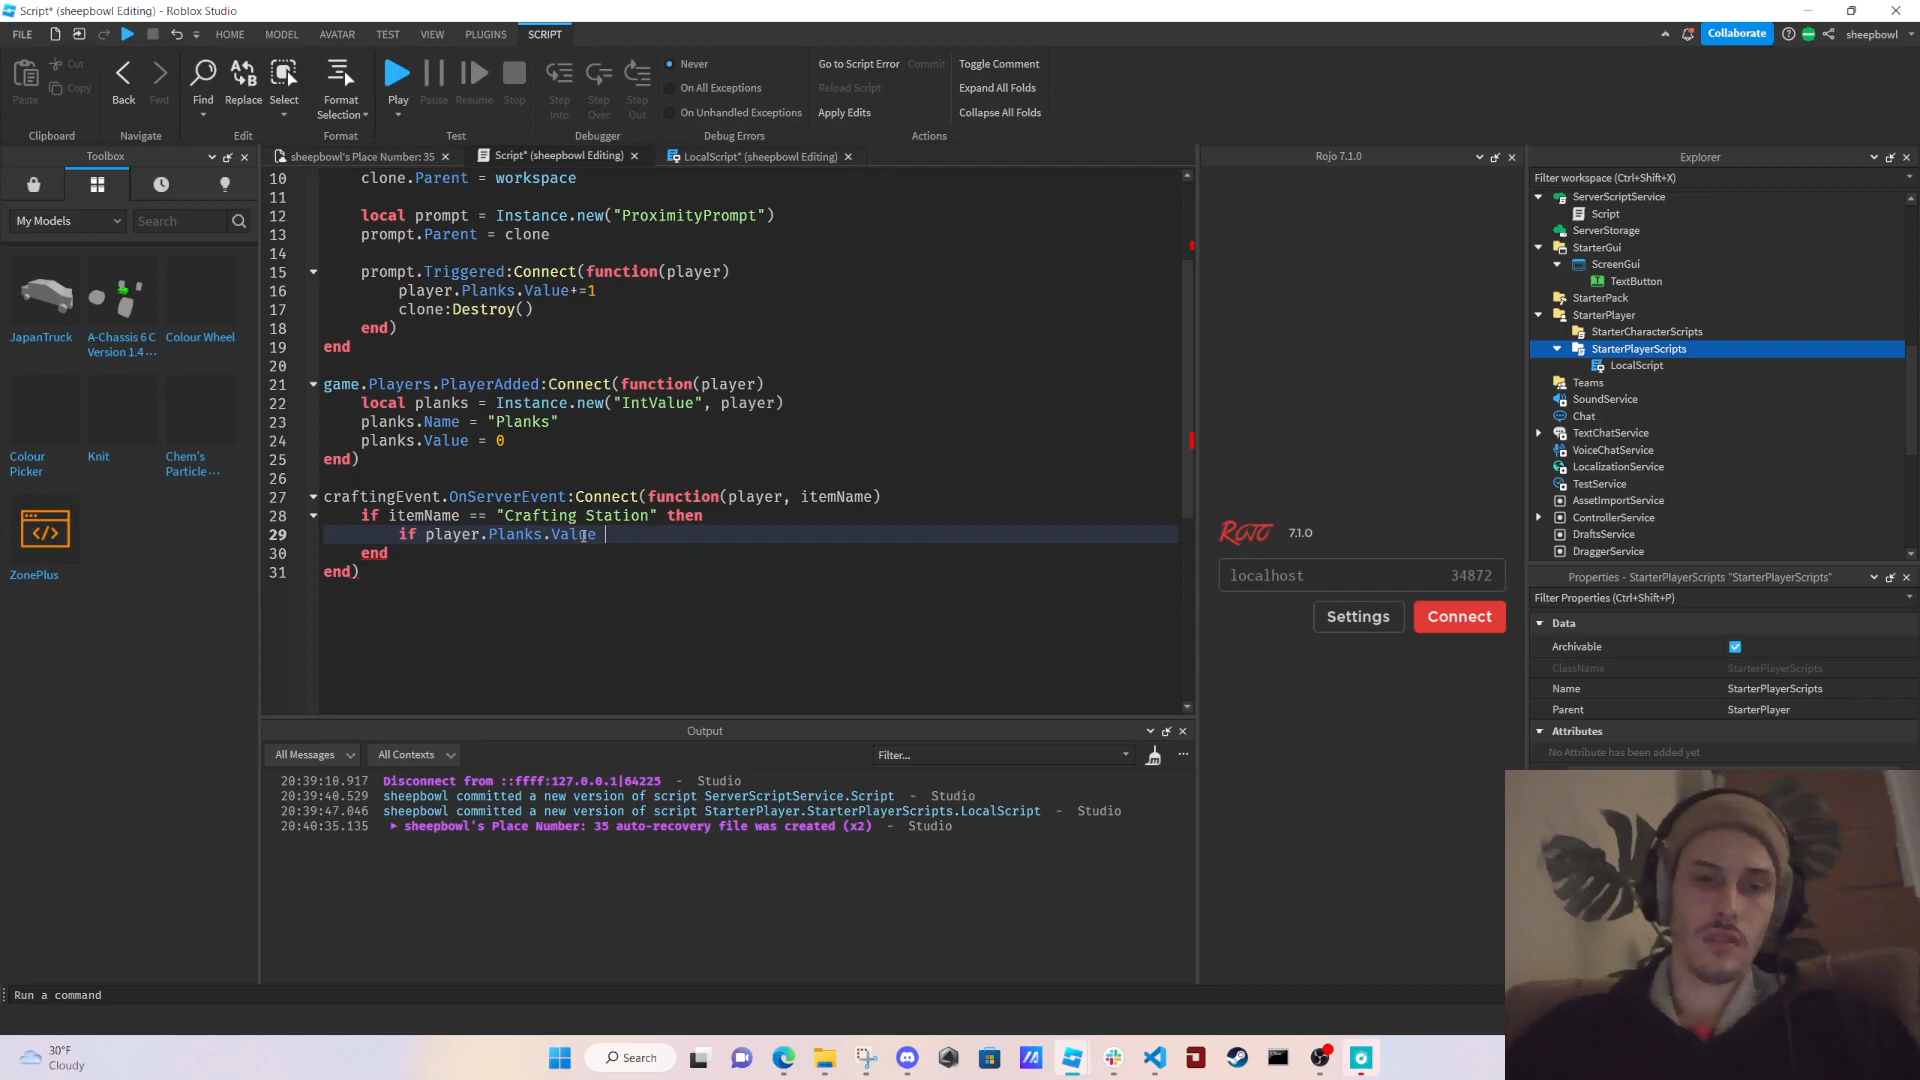 Script* (sheepbowl Editing) - Roblox Studio
FILE HOME MODEL AVATAR TEST VIEW PLUGINS SCRIPT Collaborate sheepbowl
Paste Cut Copy Back Fwd Find Replace Select Format Selection Play Pause Resume Stop Step Into Step Over Step Out
Never
On All Exceptions
On Unhandled Exceptions
Go to Script Error Commit
Reload Script
Apply Edits
Toggle Comment
Expand All Folds
Collapse All Folds
Clipboard Navigate Edit Format Test Debugger Debug Errors Actions
Toolbox
My Models Search
JapanTruck
A-Chassis 6 C Version 1.4 ···
Colour Wheel
Colour Picker
Knit
Chem's Particle ···
ZonePlus
sheepbowl's Place Number: 35 Script* (sheepbowl Editing) LocalScript* (sheepbowl Editing)
10 clone.Parent = workspace
11
12 local prompt = Instance.new("ProximityPrompt")
13 prompt.Parent = clone
14
15 prompt.Triggered:Connect(function(player)
16 player.Planks.Value+=1
17 clone:Destroy()
18 end)
19 end
20
21 game.Players.PlayerAdded:Connect(function(player)
22 local planks = Instance.new("IntValue", player)
23 planks.Name = "Planks"
24 planks.Value = 0
25 end)
26
27 craftingEvent.OnServerEvent:Connect(function(player, itemName)
28 if itemName == "Crafting Station" then
29 if player.Planks.Value
30 end
31 end)
Output
All Messages All Contexts Filter...
20:39:10.917 Disconnect from ::ffff:127.0.0.1|64225 - Studio
20:39:40.529 sheepbowl committed a new version of script ServerScriptService.Script - Studio
20:39:47.046 sheepbowl committed a new version of script StarterPlayer.StarterPlayerScripts.LocalScript - Studio
20:40:35.135 sheepbowl's Place Number: 35 auto-recovery file was created (x2) - Studio
Run a command
Rojo 7.1.0
ROJO 7.1.0
localhost 34872
Settings Connect
Explorer
Filter workspace (Ctrl+Shift+X)
ServerScriptService
Script
ServerStorage
StarterGui
ScreenGui
TextButton
StarterPack
StarterPlayer
StarterCharacterScripts
StarterPlayerScripts
LocalScript
Teams
SoundService
Chat
TextChatService
VoiceChatService
LocalizationService
TestService
AssetImportService
ControllerService
DraftsService
DraggerService
Properties - StarterPlayerScripts "StarterPlayerScripts"
Filter Properties (Ctrl+Shift+P)
Data
Archivable
ClassName StarterPlayerScripts
Name StarterPlayerScripts
Parent StarterPlayer
Attributes
No Attribute has been added yet
30°F
Cloudy
Search